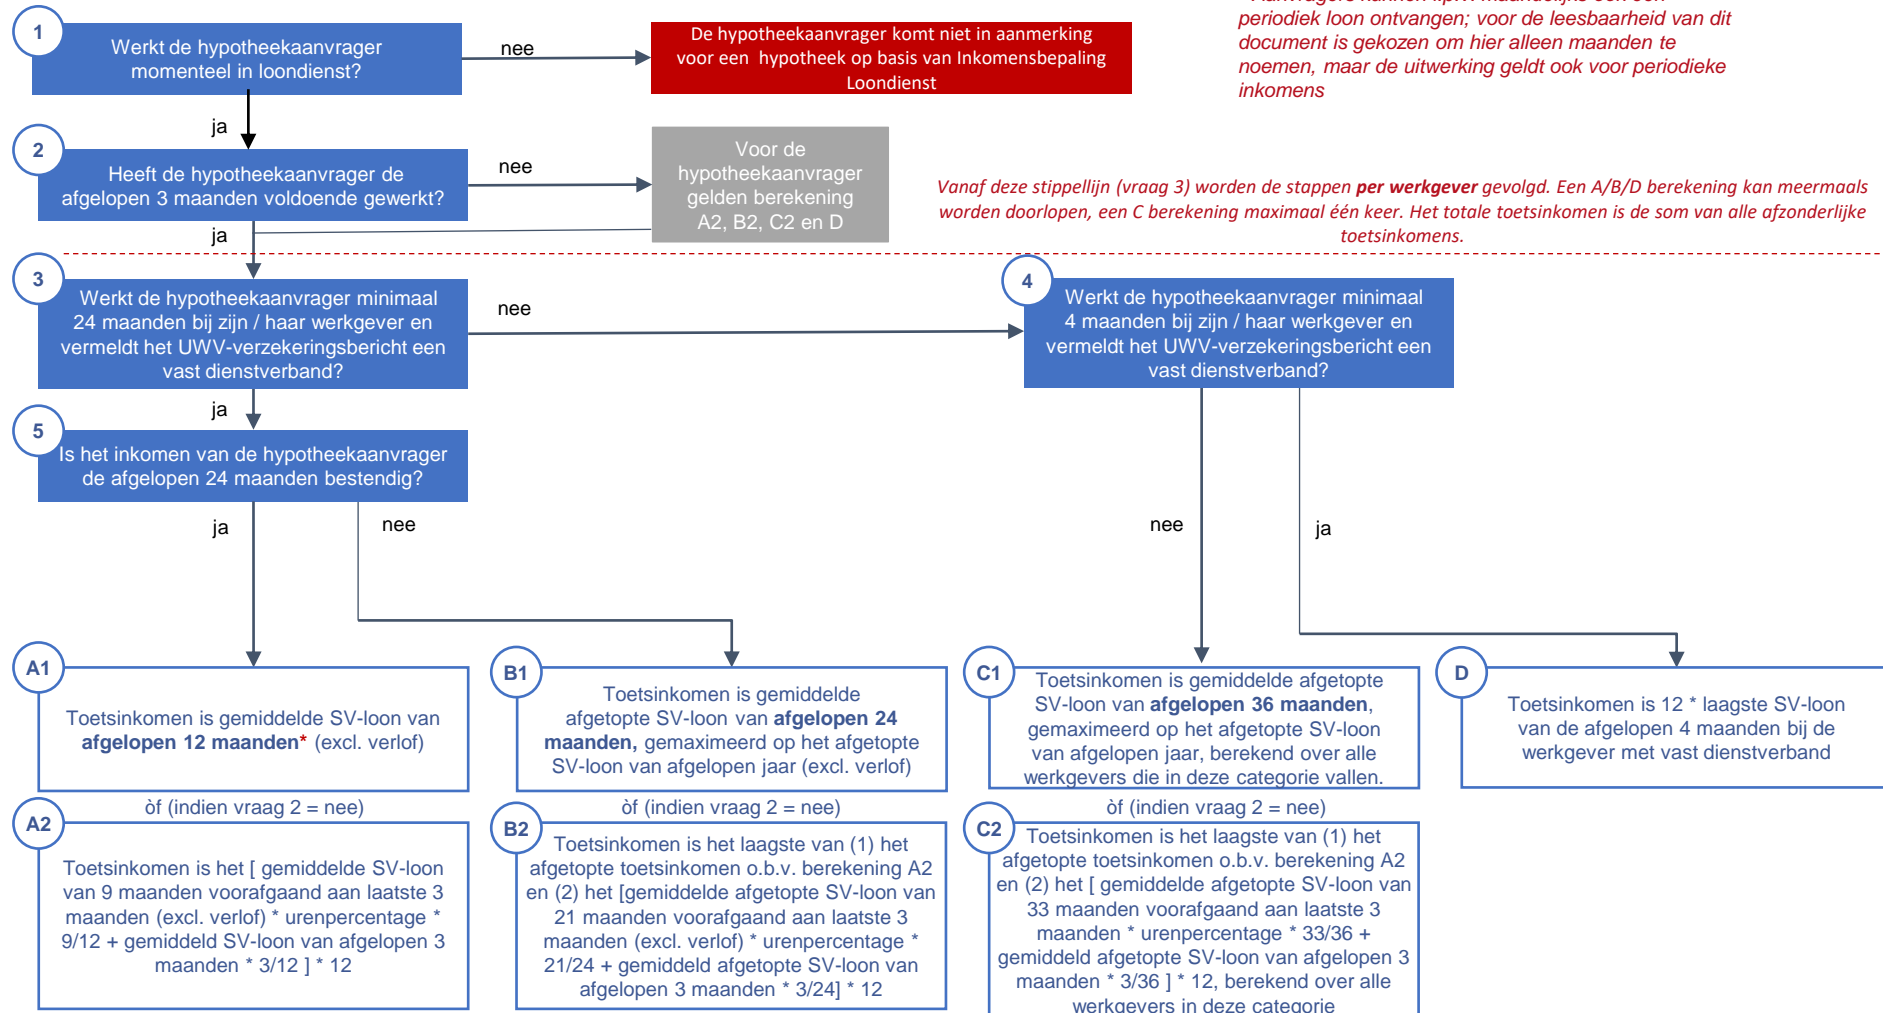 * Aanvragers kunnen i.p.v. maandelijks ook een
periodiek loon ontvangen; voor de leesbaarheid van dit
document is gekozen om hier alleen maanden te
noemen, maar de uitwerking geldt ook voor periodieke
inkomens
1
Werkt de hypotheekaanvrager
momenteel in loondienst?
nee
De hypotheekaanvrager komt niet in aanmerking
voor een hypotheek op basis van Inkomensbepaling
Loondienst
ja
2
Heeft de hypotheekaanvrager de
afgelopen 3 maanden voldoende gewerkt?
nee
Voor de
hypotheekaanvrager
gelden berekening
A2, B2, C2 en D
ja
Vanaf deze stippellijn (vraag 3) worden de stappen per werkgever gevolgd. Een A/B/D berekening kan meermaals
worden doorlopen, een C berekening maximaal één keer. Het totale toetsinkomen is de som van alle afzonderlijke
toetsinkomens.
3
Werkt de hypotheekaanvrager minimaal
24 maanden bij zijn / haar werkgever en
vermeldt het UWV-verzekeringsbericht een
vast dienstverband?
nee
4
Werkt de hypotheekaanvrager minimaal
4 maanden bij zijn / haar werkgever en
vermeldt het UWV-verzekeringsbericht een
vast dienstverband?
ja
5
Is het inkomen van de hypotheekaanvrager
de afgelopen 24 maanden bestendig?
ja
nee
nee
ja
A1
Toetsinkomen is gemiddelde SV-loon van
afgelopen 12 maanden* (excl. verlof)
B1
Toetsinkomen is gemiddelde
afgetopte SV-loon van afgelopen 24
maanden, gemaximeerd op het afgetopte
SV-loon van afgelopen jaar (excl. verlof)
C1
Toetsinkomen is gemiddelde afgetopte
SV-loon van afgelopen 36 maanden,
gemaximeerd op het afgetopte SV-loon
van afgelopen jaar, berekend over alle
werkgevers die in deze categorie vallen.
D
Toetsinkomen is 12 * laagste SV-loon
van de afgelopen 4 maanden bij de
werkgever met vast dienstverband
òf (indien vraag 2 = nee)
òf (indien vraag 2 = nee)
òf (indien vraag 2 = nee)
A2
Toetsinkomen is het [ gemiddelde SV-loon
van 9 maanden voorafgaand aan laatste 3
maanden (excl. verlof) * urenpercentage *
9/12 + gemiddeld SV-loon van afgelopen 3
maanden * 3/12 ] * 12
B2
Toetsinkomen is het laagste van (1) het
afgetopte toetsinkomen o.b.v. berekening A2
en (2) het [gemiddelde afgetopte SV-loon van
21 maanden voorafgaand aan laatste 3
maanden (excl. verlof) * urenpercentage *
21/24 + gemiddeld afgetopte SV-loon van
afgelopen 3 maanden * 3/24] * 12
C2
Toetsinkomen is het laagste van (1) het
afgetopte toetsinkomen o.b.v. berekening A2
en (2) het [ gemiddelde afgetopte SV-loon van
33 maanden voorafgaand aan laatste 3
maanden * urenpercentage * 33/36 +
gemiddeld afgetopte SV-loon van afgelopen 3
maanden * 3/36 ] * 12, berekend over alle
werkgevers in deze categorie